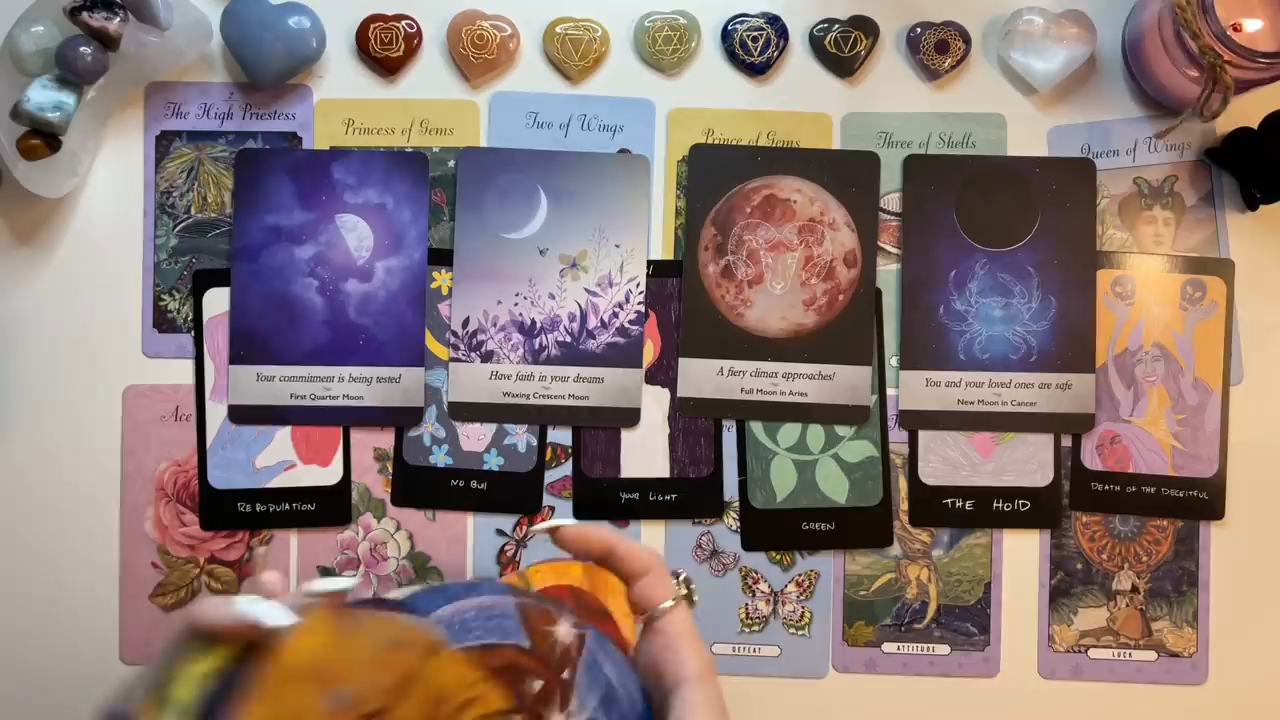 2
The High Priestess
Princess of Gems
Two of Wings
Prince of Gems
Three of Shells
Queen of Wings
Your commitment is being tested
First Quarter Moon
Have faith in your dreams
Waxing Crescent Moon
A fiery climax approaches!
Full Moon in Aries
You and your loved ones are safe
New Moon in Cancer
Ace
REPOPULATION
NO BUI
YOUR LIGHT
GREEN
THE HOLD
DEATH OF THE DECEITFUL
DEFEAT
ATTITUDE
LUCK